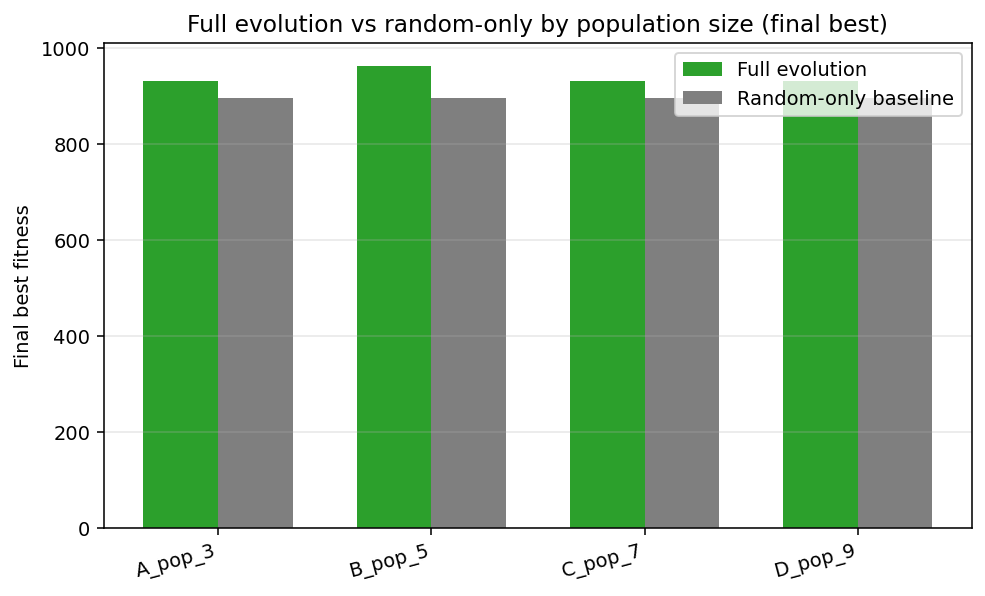 Full evolution vs random-only by population size (final best)
Final best fitness
1000
800
600
400
200
0
Full evolution
Random-only baseline
A_pop_3
B_pop_5
C_pop_7
D_pop_9